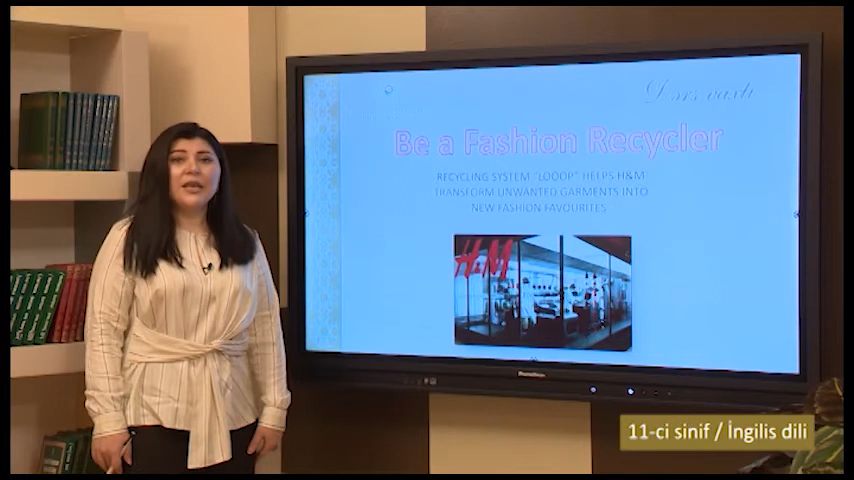 Dərs vaxtı
Be a Fashion Recycler
RECYCLING SYSTEM "LOOOP" HELPS H&M
TRANSFORM UNWANTED GARMENTS INTO
NEW FASHION FAVOURITES
H&M
Promethean
11-ci sinif / İngilis dili